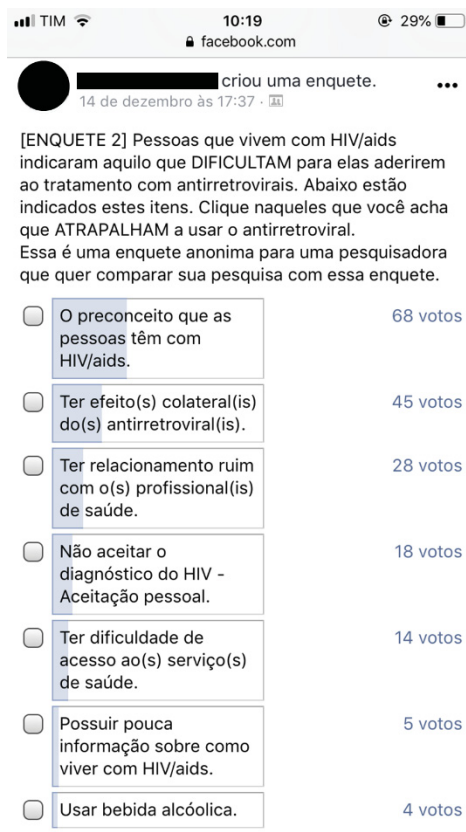 TIM 10:19 29%
facebook.com
criou uma enquete.
14 de dezembro às 17:37 ·
[ENQUETE 2] Pessoas que vivem com HIV/aids
indicaram aquilo que DIFICULTAM para elas aderirem
ao tratamento com antirretrovirais. Abaixo estão
indicados estes itens. Clique naqueles que você acha
que ATRAPALHAM a usar o antirretroviral.
Essa é uma enquete anonima para uma pesquisadora
que quer comparar sua pesquisa com essa enquete.
O preconceito que as 68 votos
pessoas têm com
HIV/aids.
Ter efeito(s) colateral(is) 45 votos
do(s) antirretroviral(is).
Ter relacionamento ruim 28 votos
com o(s) profissional(is)
de saúde.
Não aceitar o 18 votos
diagnóstico do HIV -
Aceitação pessoal.
Ter dificuldade de 14 votos
acesso ao(s) serviço(s)
de saúde.
Possuir pouca 5 votos
informação sobre como
viver com HIV/aids.
Usar bebida alcóolica. 4 votos